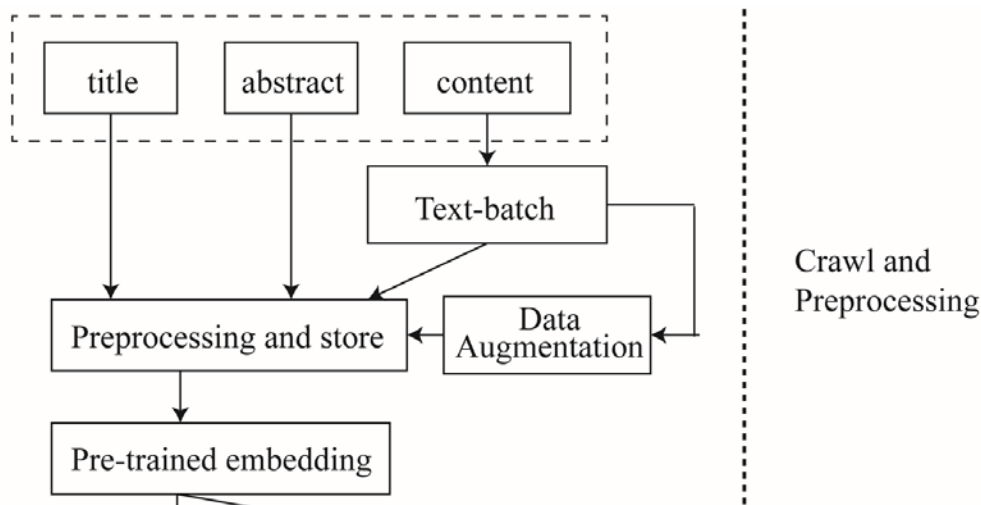 title
abstract
content
Text-batch
Crawl and
Preprocessing
Preprocessing and store
Data
Augmentation
Pre-trained embedding